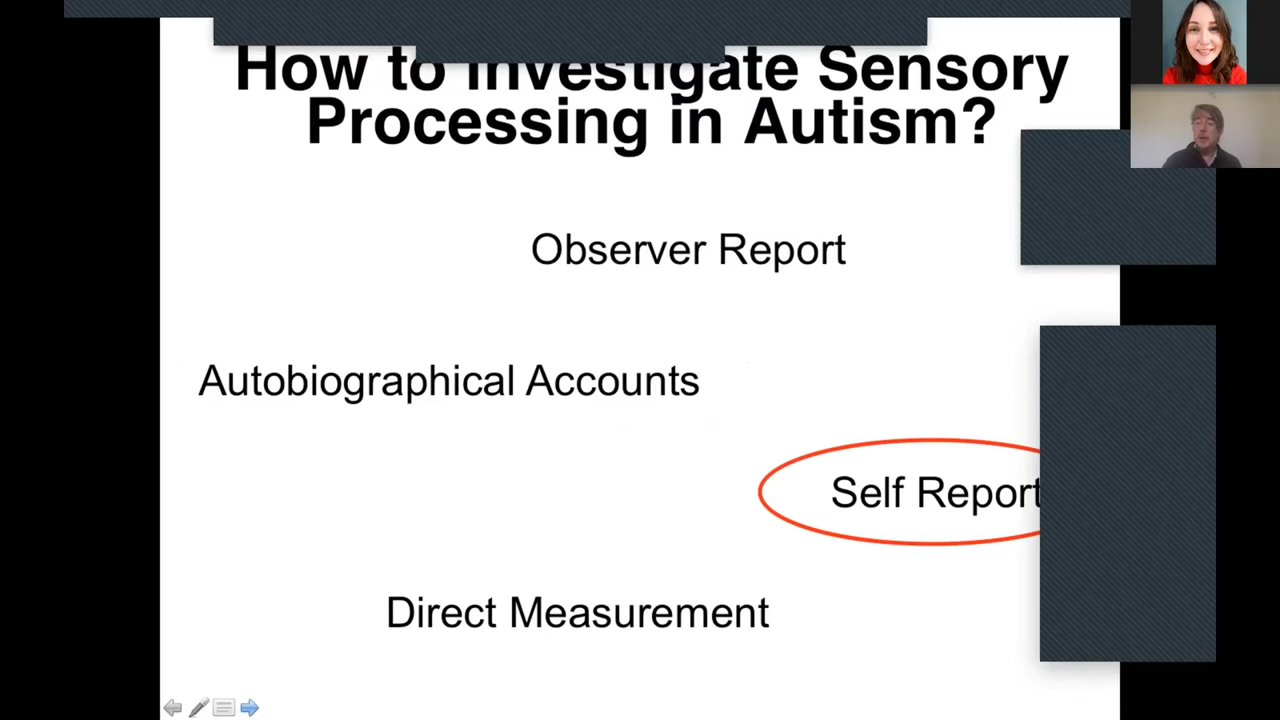 How to Investigate Sensory
Processing in Autism?
Observer Report
Autobiographical Accounts
Self Report
Direct Measurement